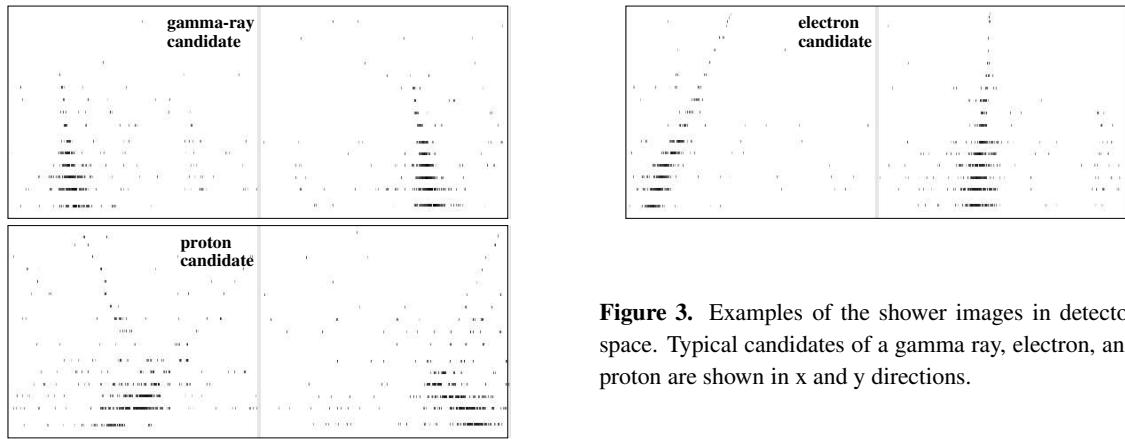 gamma-ray
candidate
electron
candidate
proton
candidate
Figure 3. Examples of the shower images in detecto
space. Typical candidates of a gamma ray, electron, an
proton are shown in x and y directions.